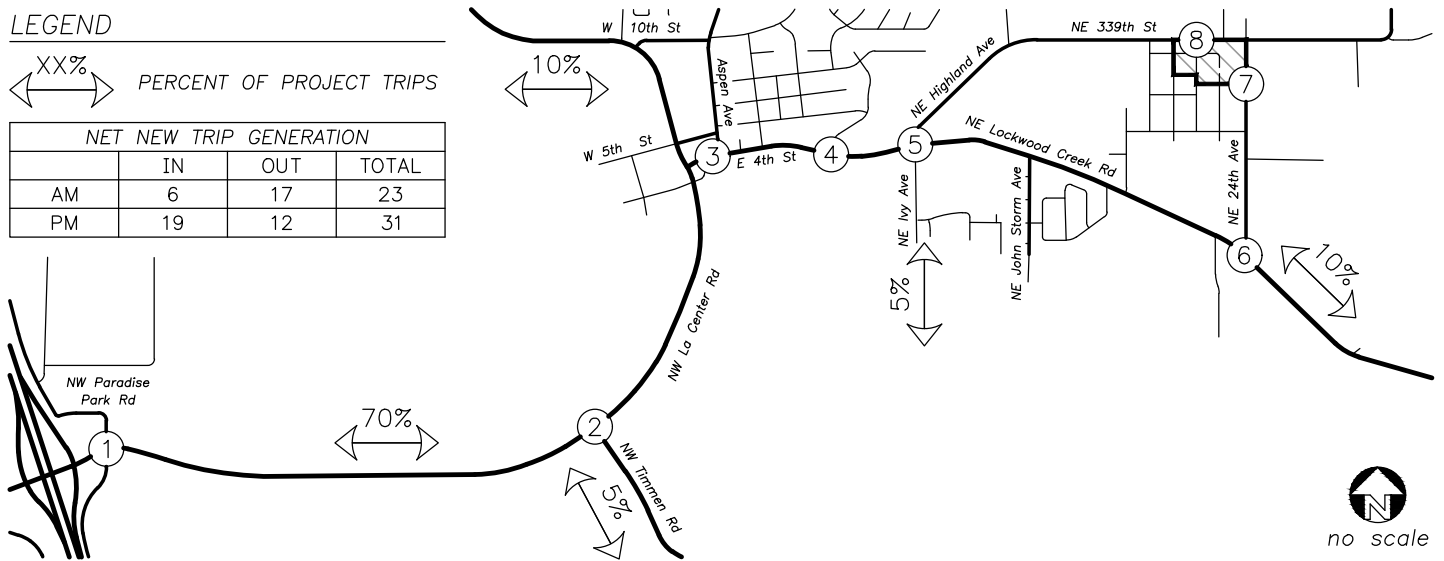 LEGEND
XX%
PERCENT OF PROJECT TRIPS
NET NEW TRIP GENERATION
IN OUT TOTAL
AM 6 17 23
PM 19 12 31
W 10th St
10%
Aspen Ave
W 5th St
3
E 4th St
4
5
NE Highland Ave
NE 339th St
8
7
NE Lockwood Creek Rd
NE 24th Ave
NE Ivy Ave
NE John Storm Ave
5%
6
10%
NW La Center Rd
NW Paradise
Park Rd
1
70%
2
NW Timmen Rd
5%
N
no scale